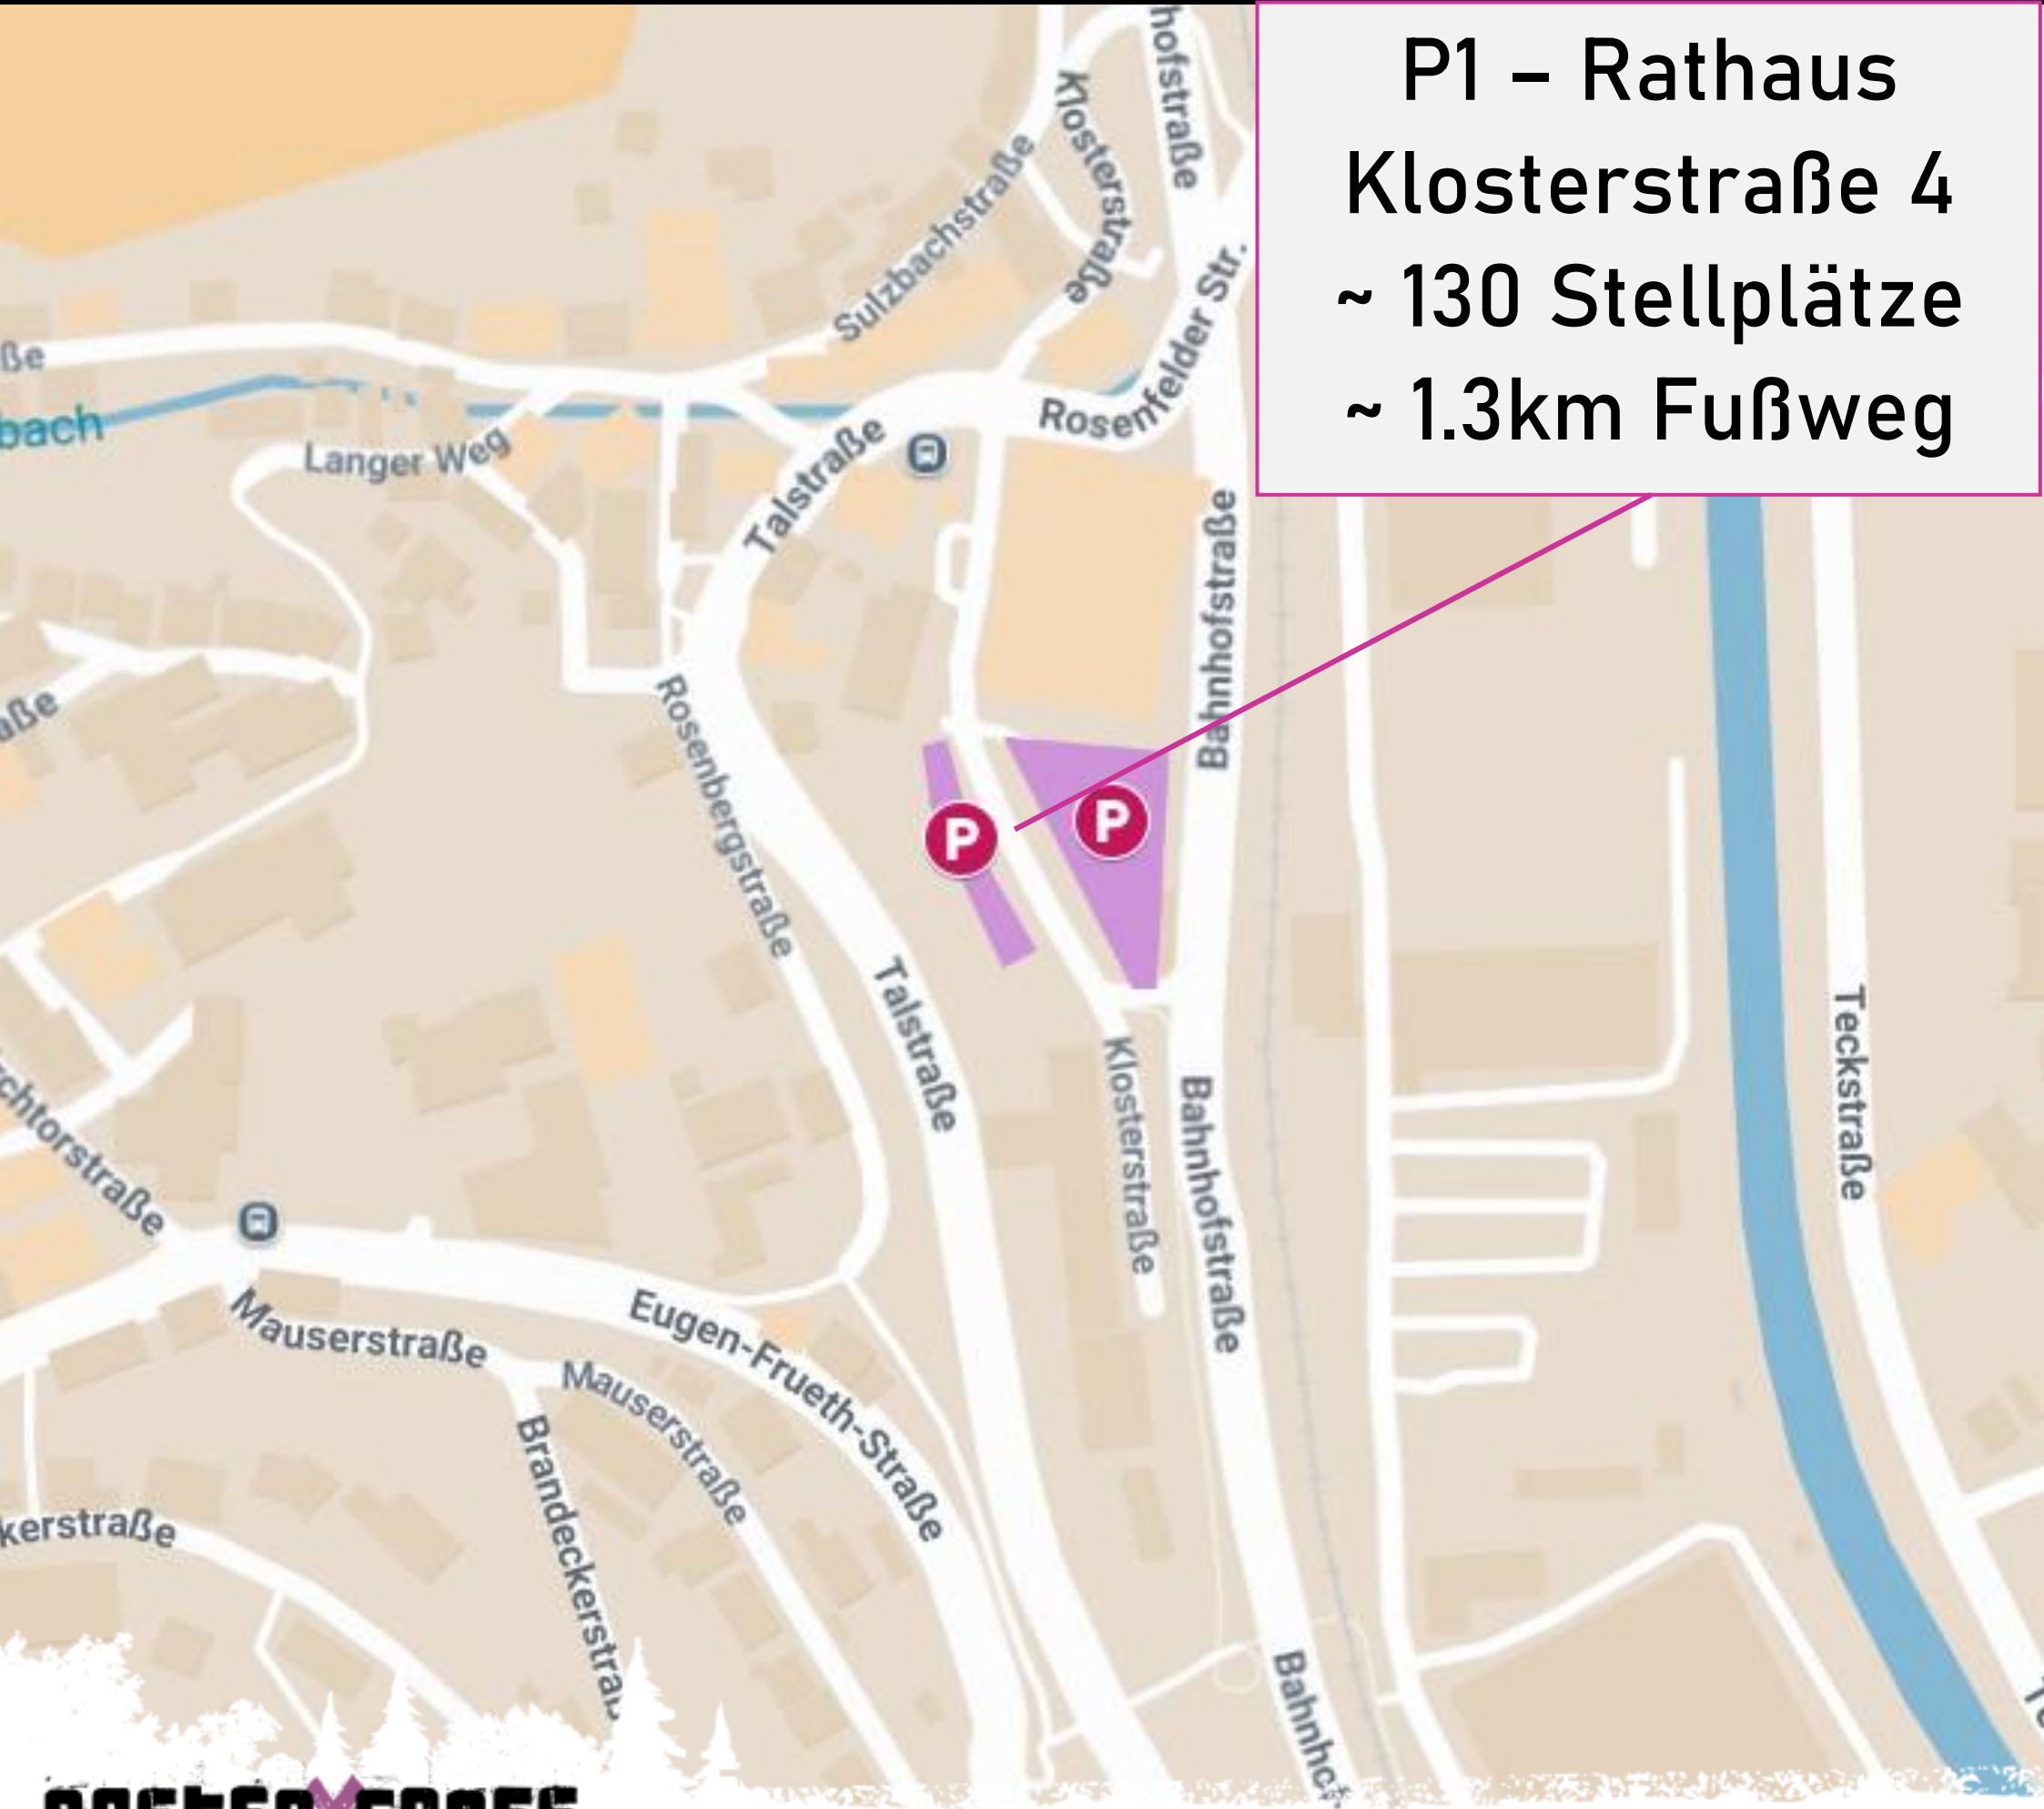 P1 – Rathaus
Klosterstraße 4
~ 130 Stellplätze
~ 1.3km Fußweg
hofstraße
Klosterstraße
Sulzbachstraße
Rosenfelder Str.
ße
bach
Langer Weg
Talstraße
Bahnhofstraße
aße
Rosenbergstraße
P
P
Talstraße
Teckstraße
Klosterstraße
Bahnhofstraße
chtorstraße
Mauserstraße
Eugen-Frueth-Straße
Mauserstraße
Brandeckerstraß
kerstraße
Bahnhof